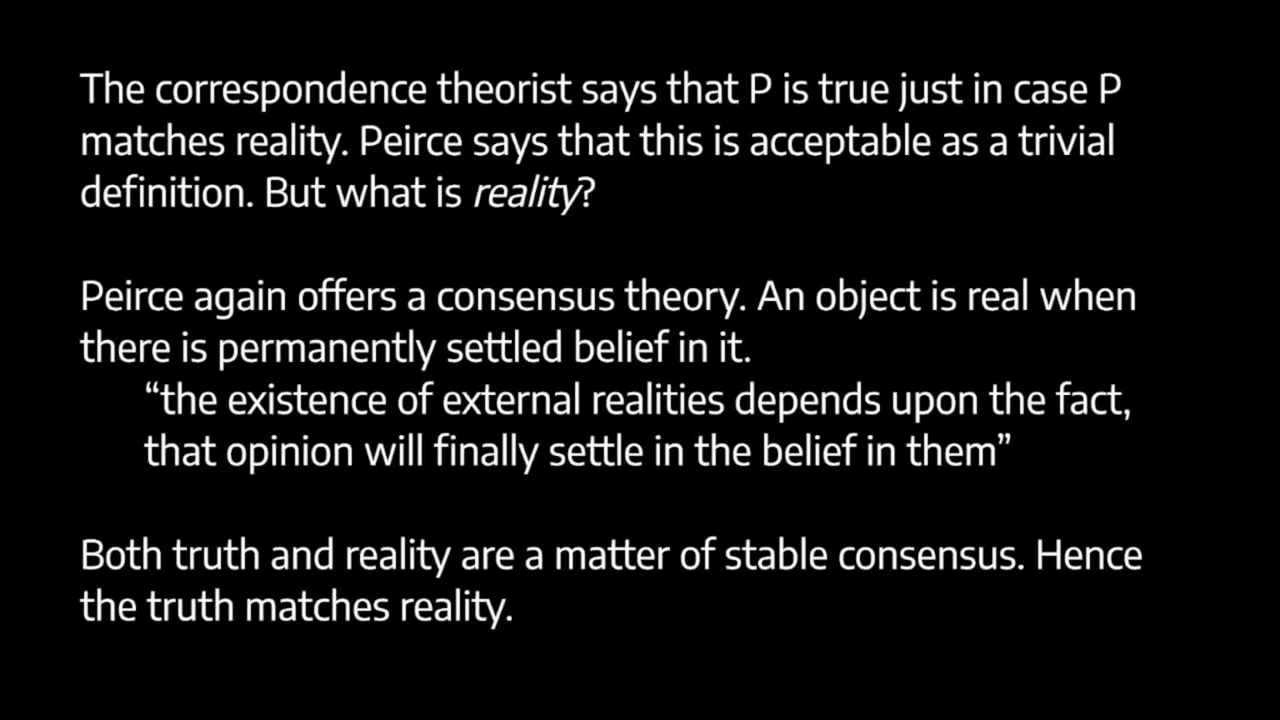 The correspondence theorist says that P is true just in case P
matches reality. Peirce says that this is acceptable as a trivial
definition. But what is reality?
Peirce again offers a consensus theory. An object is real when
there is permanently settled belief in it.
“the existence of external realities depends upon the fact,
that opinion will finally settle in the belief in them”
Both truth and reality are a matter of stable consensus. Hence
the truth matches reality.